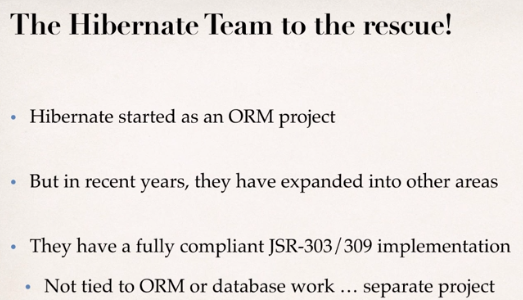 The Hibernate Team to the rescue!
• Hibernate started as an ORM project
• But in recent years, they have expanded into other areas
• They have a fully compliant JSR-303/309 implementation
• Not tied to ORM or database work … separate project